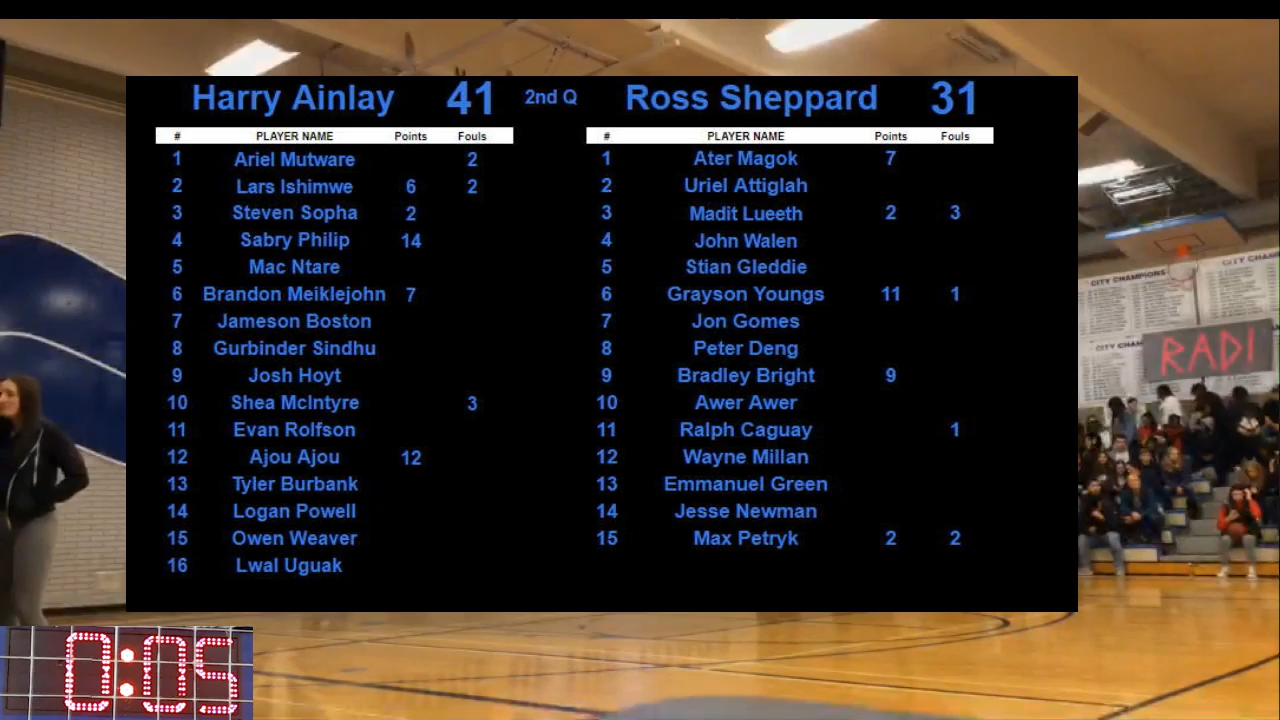 Harry Ainlay 41 2nd Q Ross Sheppard 31
# PLAYER NAME Points Fouls # PLAYER NAME Points Fouls
1 Ariel Mutware 2 1 Ater Magok 7
2 Lars Ishimwe 6 2 2 Uriel Attiglah
3 Steven Sopha 2 3 Madit Lueeth 2 3
4 Sabry Philip 14 4 John Walen
5 Mac Ntare 5 Stian Gleddie
6 Brandon Meiklejohn 7 6 Grayson Youngs 11 1
7 Jameson Boston 7 Jon Gomes
8 Gurbinder Sindhu 8 Peter Deng
9 Josh Hoyt 9 Bradley Bright 9
10 Shea McIntyre 3 10 Awer Awer
11 Evan Rolfson 11 Ralph Caguay 1
12 Ajou Ajou 12 12 Wayne Millan
13 Tyler Burbank 13 Emmanuel Green
14 Logan Powell 14 Jesse Newman
15 Owen Weaver 15 Max Petryk 2 2
16 Lwal Uguak
CITY CHAM
CITY CHAMPIONS
CITY CHAM
RADI
0:05